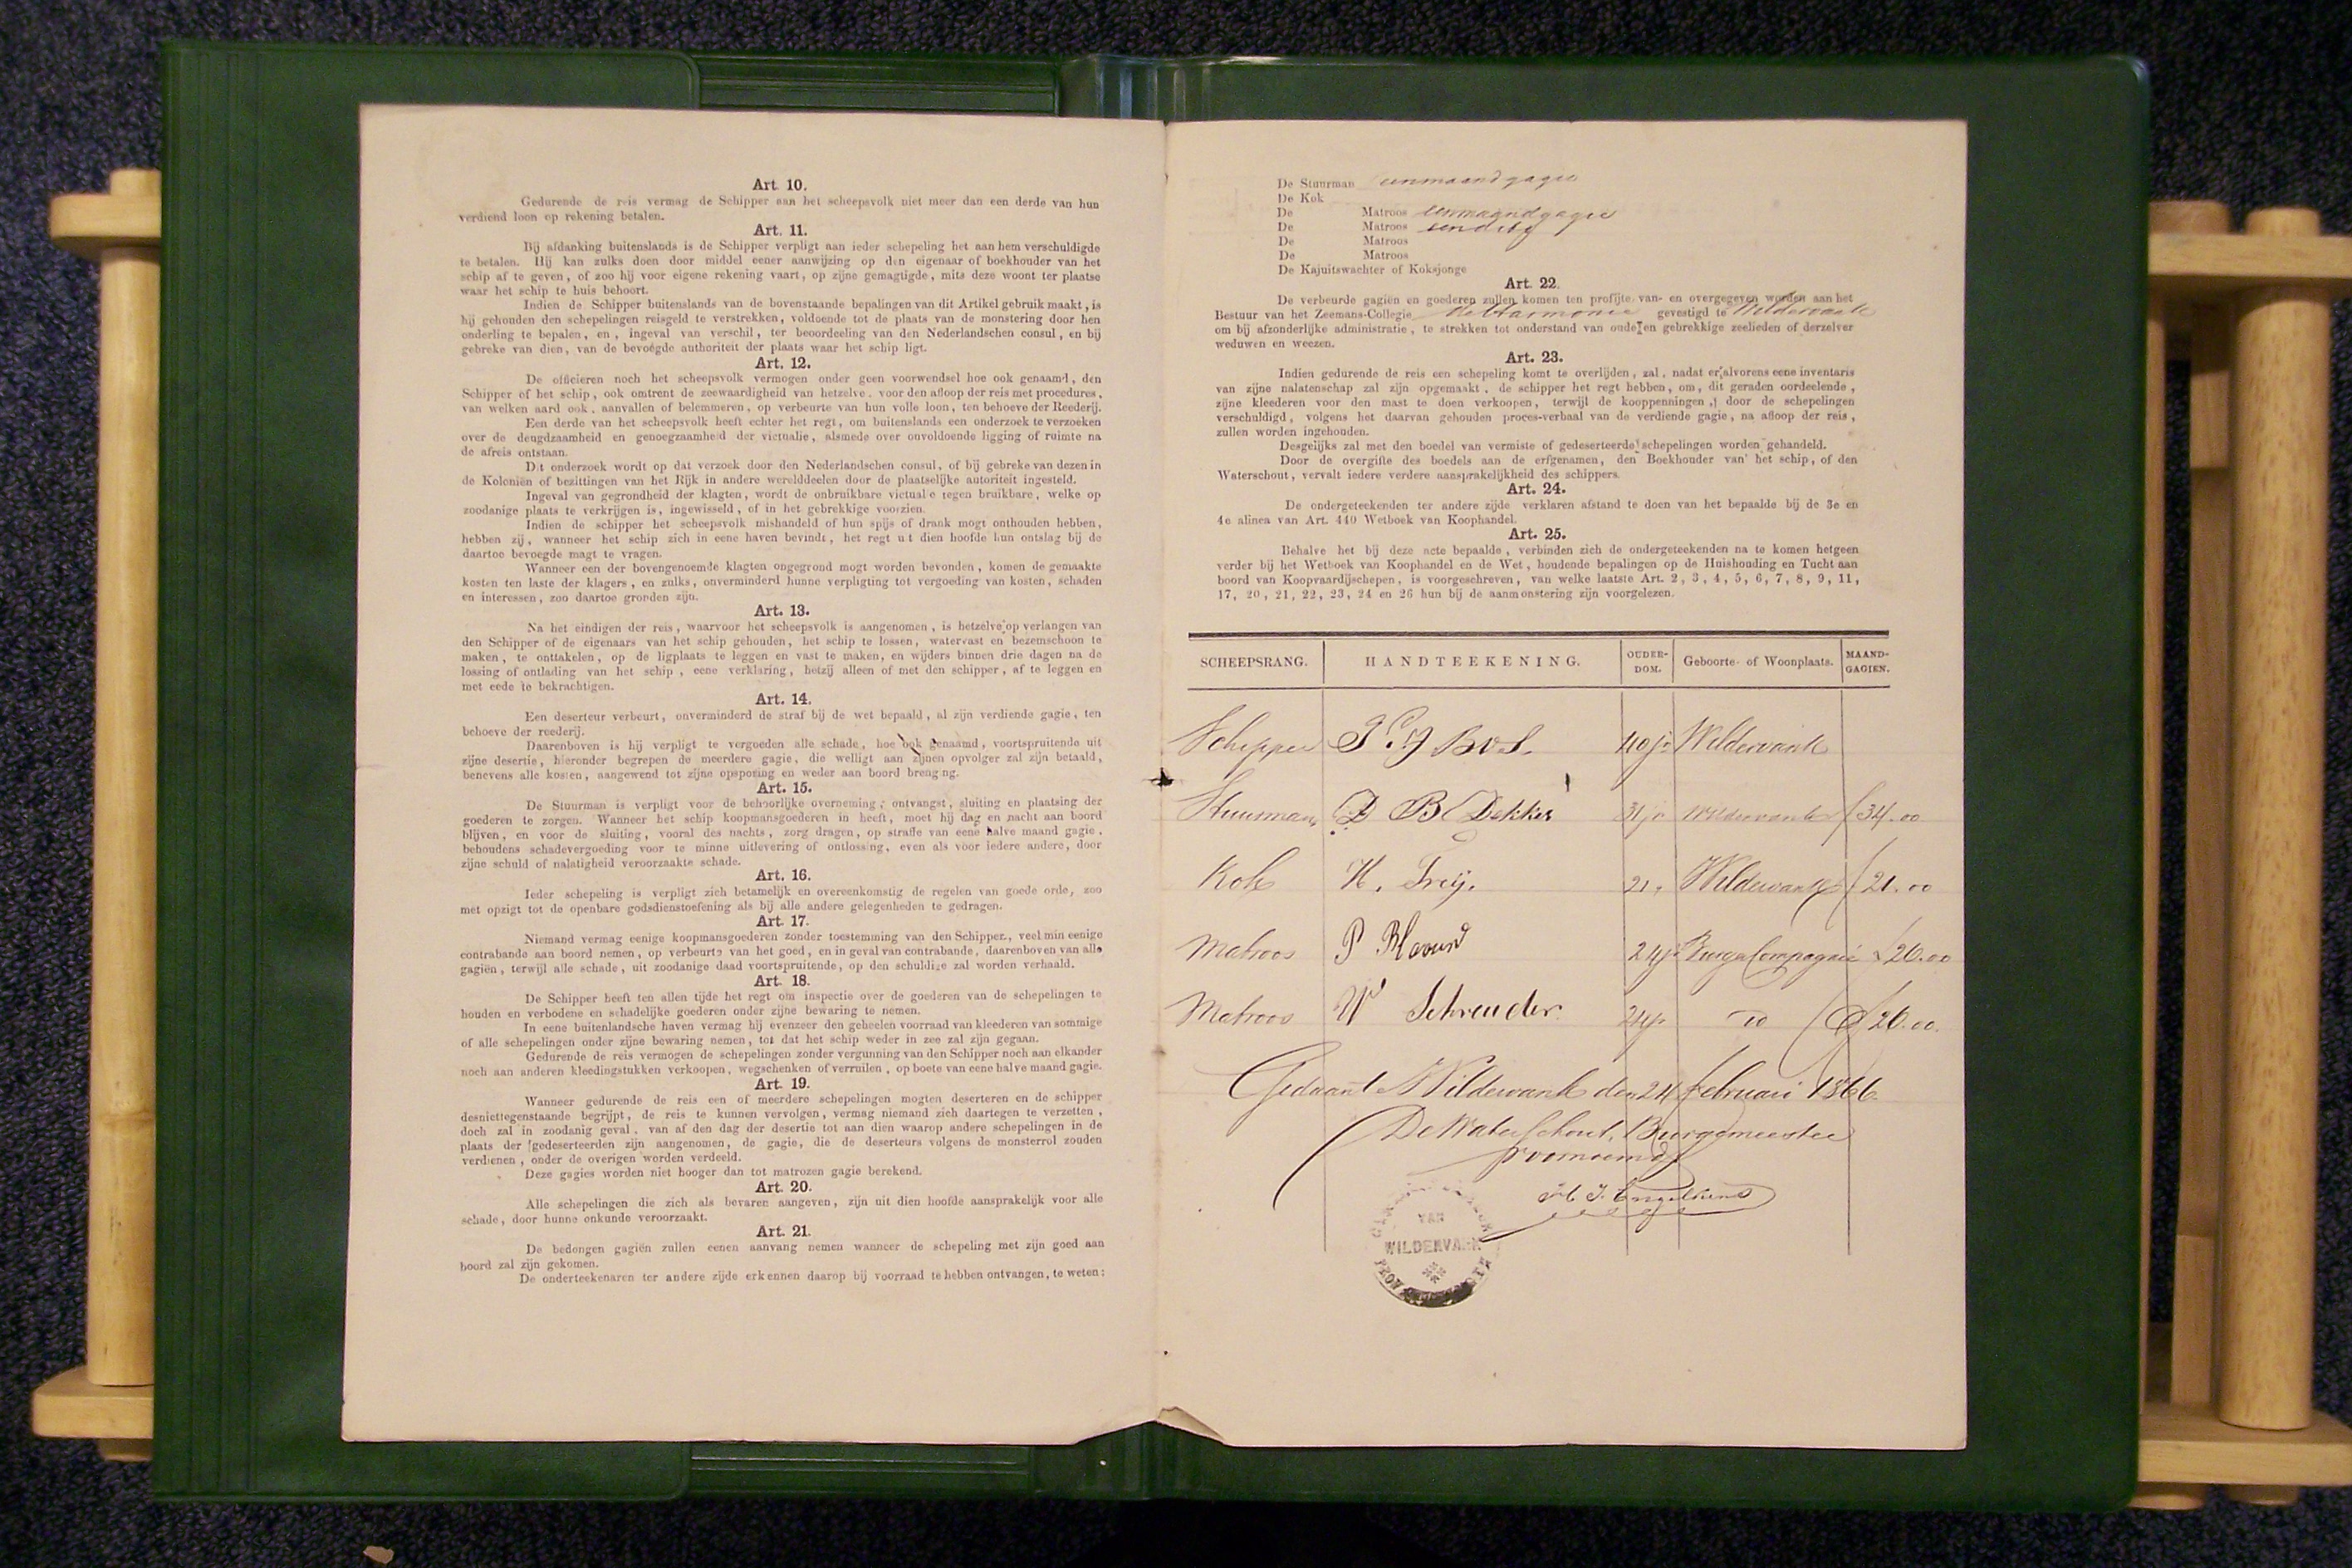 Art. 10.
Gedurende de reis vermag de Schipper aan het scheepsvolk niet meer dan een derde van hun
verdiend loon op rekening betalen.
Art. 11.
Bij afdanking buitenslands is de Schipper verpligt aan ieder schepeling het aan hem verschuldigde
te betalen. Hij kan zulks doen door middel eener aanwijzing op den eigenaar of boekhouder van het
schip af te geven, of zoo hij voor eigene rekening vaart, op zijne gemagtigde, mits deze woont ter plaatse
waar het schip te huis behoort.
Indien de Schipper buitenslands van de bovenstaande bepalingen van dit Artikel gebruik maakt, is
hij gehouden den schepelingen reisgeld te verstrekken, voldoende tot de plaats van de monstering door hen
onderling te bepalen, en, ingeval van verschil, ter beoordeeling van den Nederlandschen consul, en bij
gebreke van dien, van de bevoegde authoriteit der plaats waar het schip ligt.
Art. 12.
De officieren noch het scheepsvolk vermogen onder geen voorwendsel hoe ook genaamd, den
Schipper of het schip, ook omtrent de zeewaardigheid van hetzelve, voor den afloop der reis met procedures,
van welken aard ook, aanvallen of belemmeren, op verbeurte van hun volle loon, ten behoeve der Reederij.
Een derde van het scheepsvolk heeft echter het regt, om buitenslands een onderzoek te verzoeken
over de deugdzaamheid en genoegzaamheid der victualie, alsmede over onvoldoende ligging of ruimte na
de afreis ontstaan.
Dit onderzoek wordt op dat verzoek door den Nederlandschen consul, of bij gebreke van dezen in
de Koloniën of bezittingen van het Rijk in andere werelddeelen door de plaatselijke autoriteit ingesteld.
Ingeval van gegrondheid der klagten, wordt de onbruikbare victualie tegen bruikbare, welke op
zoodanige plaats te verkrijgen is, ingewisseld, of in het gebrekkige voorzien.
Indien de schipper het scheepsvolk mishandeld of hun spijs of drank mogt onthouden hebben,
hebben zij, wanneer het schip zich in eene haven bevindt, het regt uit dien hoofde hun ontslag bij de
daartoe bevoegde magt te vragen.
Wanneer een der bovengenoemde klagten ongegrond mogt worden bevonden, komen de gemaakte
kosten ten laste der klagers, en zulks, onverminderd hunne verpligting tot vergoeding van kosten, schaden
en interessen, zoo daartoe gronden zijn.
Art. 13.
Na het eindigen der reis, waarvoor het scheepsvolk is aangenomen, is hetzelve op verlangen van
den Schipper of de eigenaars van het schip gehouden, het schip te lossen, watervast en bezemschoon te
maken, te onttakelen, op de ligplaats te leggen en vast te maken, en wijders binnen drie dagen na de
lossing of ontlading van het schip, eene verklaring, hetzij alleen of met den schipper, af te leggen en
met eede te bekrachtigen.
Art. 14.
Een deserteur verbeurt, onverminderd de straf bij de wet bepaald, al zijn verdiende gagie, ten
behoeve der reederij.
Daarenboven is hij verpligt te vergoeden alle schade, hoe ook genaamd, voortspruitende uit
zijne desertie, hieronder begrepen de meerdere gagie, die welligt aan zijnen opvolger zal zijn betaald,
benevens alle kosten, aangewend tot zijne opsporing en weder aan boord brenging.
Art. 15.
De Stuurman is verpligt voor de behoorlijke overneming, ontvangst, sluiting en plaatsing der
goederen te zorgen. Wanneer het schip koopmansgoederen in heeft, moet hij dag en nacht aan boord
blijven, en voor de sluiting, vooral des nachts, zorg dragen, op straffe van eene halve maand gagie,
behoudens schadevergoeding voor te minne uitlevering of ontlossing, even als voor iedere andere, door
zijne schuld of nalatigheid veroorzaakte schade.
Art. 16.
Ieder schepeling is verpligt zich betamelijk en overeenkomstig de regelen van goede orde, zoo
met opzigt tot de openbare godsdienstoefening als bij alle andere gelegenheden te gedragen.
Art. 17.
Niemand vermag eenige koopmansgoederen zonder toestemming van den Schipper, veel min eenige
contrabande aan boord nemen, op verbeurte van het goed, en in geval van contrabande, daarenboven van alle
gagiën, terwijl alle schade, uit zoodanige daad voortspruitende, op den schuldige zal worden verhaald.
Art. 18.
De Schipper heeft ten allen tijde het regt om inspectie over de goederen van de schepelingen te
houden en verbodene en schadelijke goederen onder zijne bewaring te nemen.
In eene buitenlandsche haven vermag hij evenzeer den geheelen voorraad van kleederen van sommige
of alle schepelingen onder zijne bewaring nemen, tot dat het schip weder in zee zal zijn gegaan.
Gedurende de reis vermogen de schepelingen zonder vergunning van den Schipper noch aan elkander
noch aan anderen kleedingstukken verkoopen, wegschenken of verruilen, op boete van eene halve maand gagie.
Art. 19.
Wanneer gedurende de reis een of meerdere schepelingen mogten deserteren en de schipper
desniettegenstaande begrijpt, de reis te kunnen vervolgen, vermag niemand zich daartegen te verzetten,
doch zal in zoodanig geval, van af den dag der desertie tot aan dien waarop andere schepelingen in de
plaats der gedeserteerden zijn aangenomen, de gagie, die de deserteurs volgens de monsterrol zouden
verdienen, onder de overigen worden verdeeld.
Deze gagies worden niet hooger dan tot matrozen gagie berekend.
Art. 20.
Alle schepelingen die zich als bevaren aangeven, zijn uit dien hoofde aansprakelijk voor alle
schade, door hunne onkunde veroorzaakt.
Art. 21.
De bedongen gagiën zullen eenen aanvang nemen wanneer de schepeling met zijn goed aan
boord zal zijn gekomen.
De onderteekenaren ter andere zijde erkennen daarop bij voorraad te hebben ontvangen, te weten:
De Stuurman eenmaand gagie
De Kok
De Matroos eenmaand gagie
De Matroos een dito
De Matroos
De Matroos
De Kajuitswachter of Koksjonge
Art. 22.
De verbeurde gagiën en goederen zullen komen ten profijte van- en overgegeven worden aan het
Bestuur van het Zeemans-Collegie de Harmonie gevestigd te Wildervank
om bij afzonderlijke administratie, te strekken tot onderstand van oude en gebrekkige zeelieden of derzelver
weduwen en weezen.
Art. 23.
Indien gedurende de reis een schepeling komt te overlijden, zal, nadat er alvorens eene inventaris
van zijne nalatenschap zal zijn opgemaakt, de schipper het regt hebben, om, dit geraden oordeelende,
zijne kleederen voor den mast te doen verkoopen, terwijl de kooppenningen, door de schepelingen
verschuldigd, volgens het daarvan gehouden proces-verbaal van de verdiende gagie, na afloop der reis,
zullen worden ingehouden.
Desgelijks zal met den boedel van vermiste of gedeserteerde schepelingen worden gehandeld.
Door de overgifte des boedels aan de erfgenamen, den Boekhouder van het schip, of den
Waterschout, vervalt iedere verdere aansprakelijkheid des schippers.
Art. 24.
De ondergeteekenden ter andere zijde verklaren afstand te doen van het bepaalde bij de 3e en
4e alinea van Art. 440 Wetboek van Koophandel.
Art. 25.
Behalve het bij deze acte bepaalde, verbinden zich de ondergeteekenden na te komen hetgeen
verder bij het Wetboek van Koophandel en de Wet, houdende bepalingen op de Huishouding en Tucht aan
boord van Koopvaardijschepen, is voorgeschreven, van welke laatste Art. 2, 3, 4, 5, 6, 7, 8, 9, 11,
17, 20, 21, 22, 23, 24 en 26 hun bij de aanmonstering zijn voorgelezen.
SCHEEPSRANG. HANDTEEKENING. OUDER-DOM. Geboorte- of Woonplaats. MAAND-GAGIEN.
Schipper Bos. 40 jr Wildervank
Stuurman D B Dekker 31 jr Wildervank f 34.00
Kok H. Freij. 21 Wildervank f 21.00
Matroos P 24 jr Compagnie f 20.00
Matroos W Schreuder 24 jr do f 20.00.
Gedaan te Wildervank den 24 februari 1866.
De Waterschout, Burgemeester
voornoemd
Engelkens
VAN
WILDERVANK